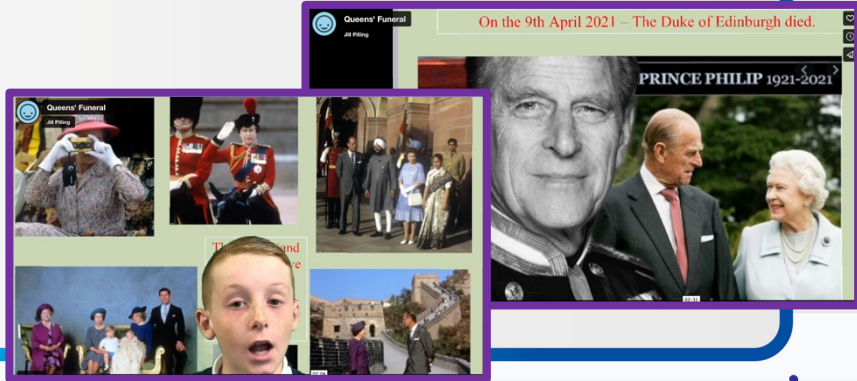 Queens' Funeral
Jill Pilling
On the 9th April 2021 – The Duke of Edinburgh died.
PRINCE PHILIP 1921-2021
Queens' Funeral
Jill Pilling
and